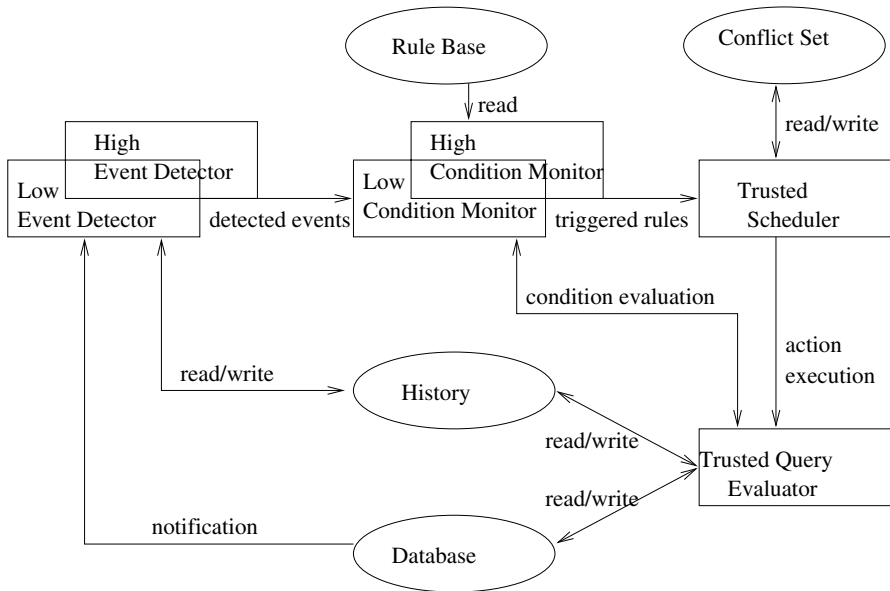 Rule Base
Conflict Set
read
read/write
High
Event Detector
High
Condition Monitor
Low
Event Detector
Low
Condition Monitor
Trusted
Scheduler
detected events
triggered rules
condition evaluation
action
execution
read/write
History
read/write
Trusted Query
Evaluator
read/write
notification
Database